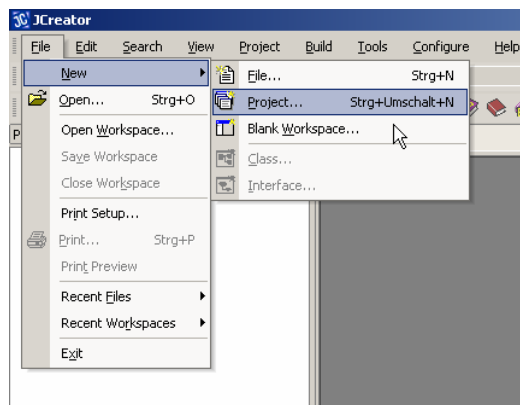 JCreator
File Edit Search View Project Build Tools Configure Help
New
Open... Strg+O
Open Workspace...
Save Workspace
Close Workspace
Print Setup...
Print... Strg+P
Print Preview
Recent Files
Recent Workspaces
Exit
File... Strg+N
Project... Strg+Umschalt+N
Blank Workspace...
Class...
Interface...